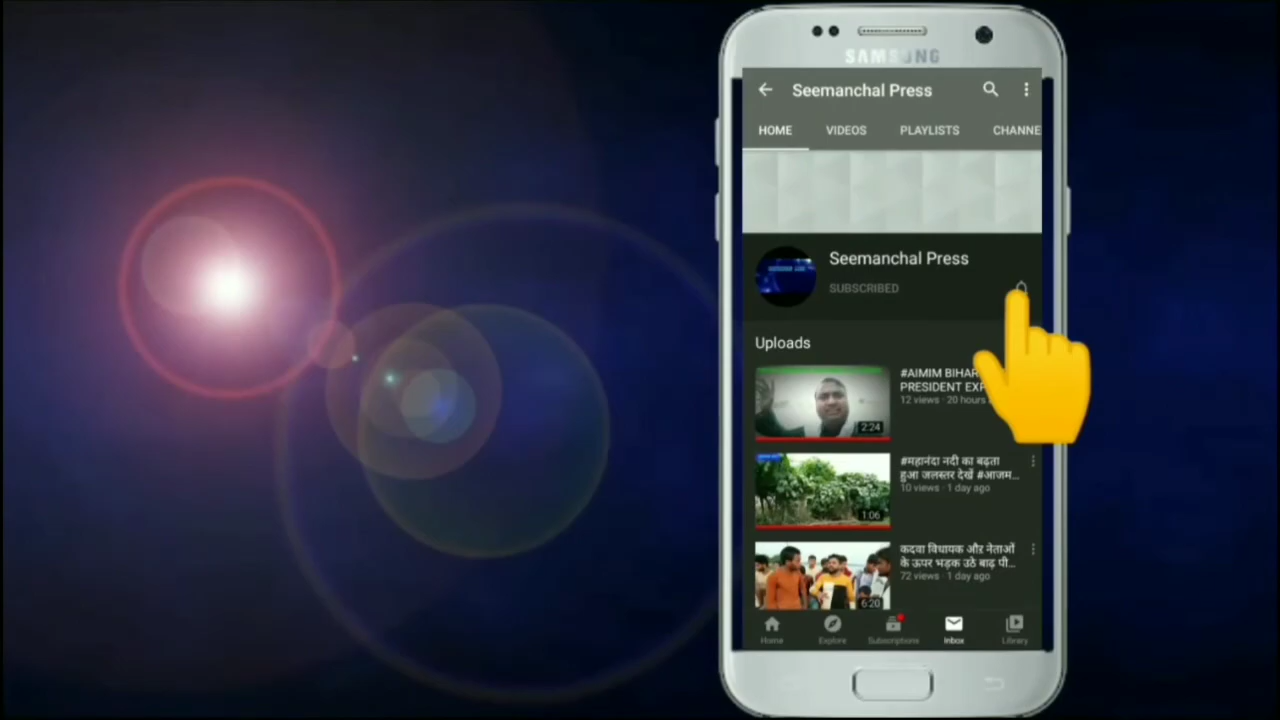 SAMSUNG
Seemanchal Press
HOME VIDEOS PLAYLISTS CHANNE
Seemanchal Press
SUBSCRIBED
Uploads
#AIMIM BIHAR
PRESIDENT EXP
12 views · 20 hours
2:24
#महानंदा नदी का बढ़ता
हुआ जलस्तर देखें #आजम...
10 views · 1 day ago
1:06
कदवा विधायक और नेताओं
के ऊपर भड़क उठे बाढ़ पी...
72 views · 1 day ago
6:20
Home Explore Subscriptions Inbox Library